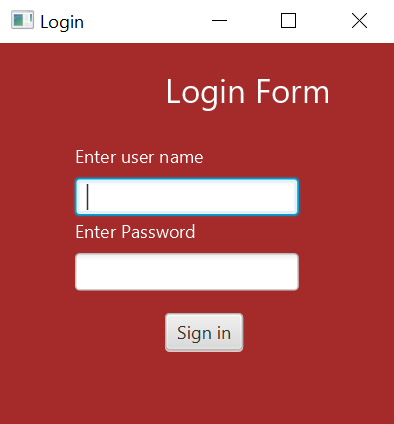 Login
Login Form
Enter user name
Enter Password
Sign in